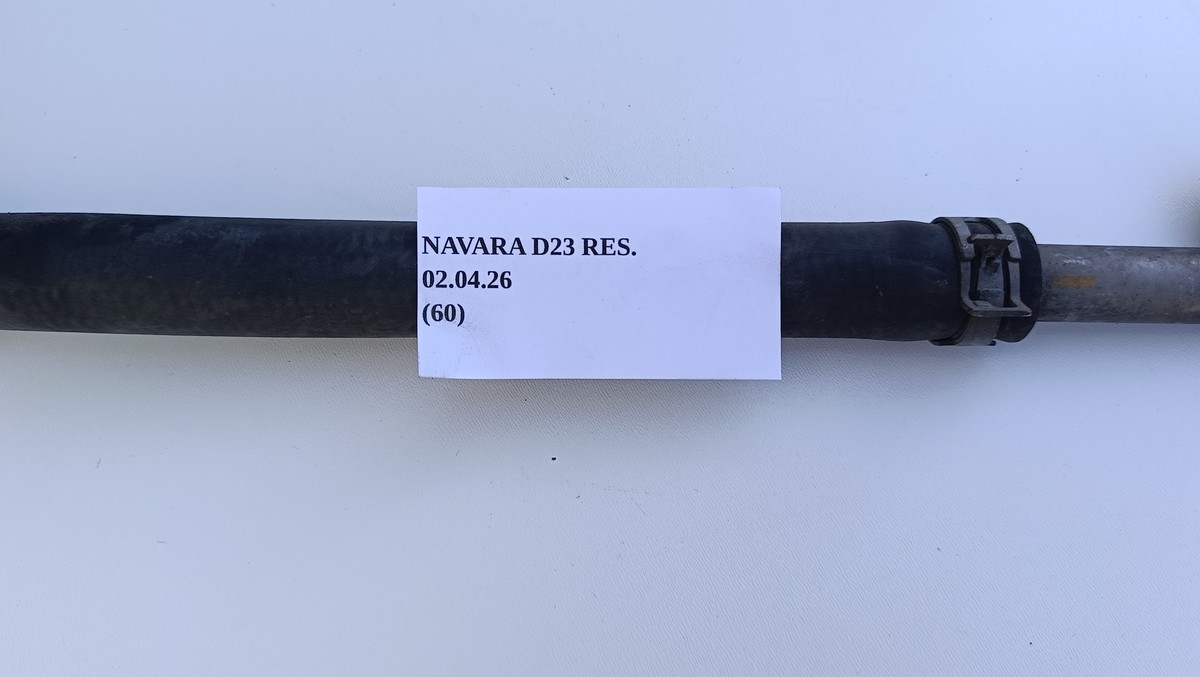 NAVARA D23 RES.
02.04.26
(60)